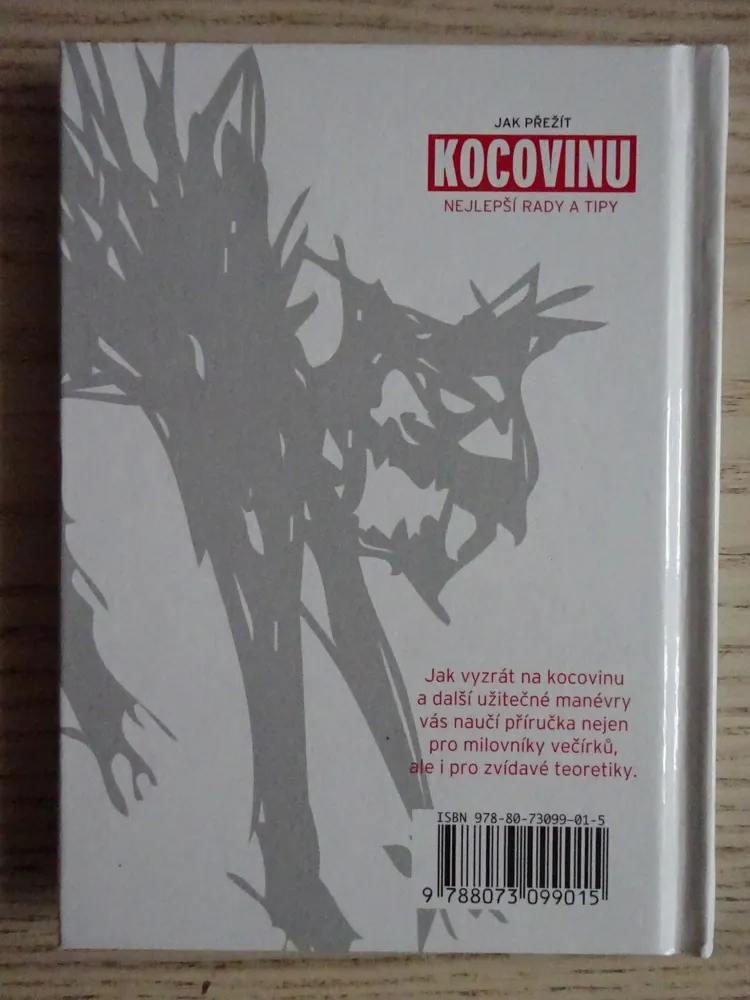 JAK PŘEŽÍT
KOCOVINU
NEJLEPŠÍ RADY A TIPY
Jak vyzrát na kocovinu
a další užitečné manévry
vás naučí příručka nejen
pro milovníky večírků,
ale i pro zvídavé teoretiky.
ISBN 978-80-73099-01-5
9 788073 099015